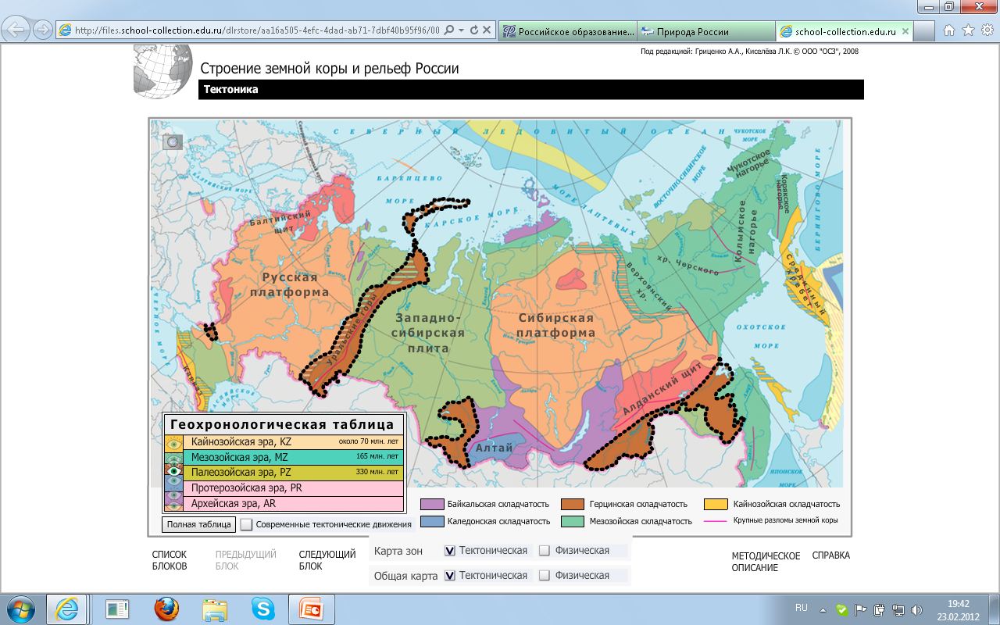 http://files.school-collection.edu.ru/dlrstore/aa16a505-4efc-4dad-ab71-7dbf40b95f96/00
Российское образование...
Природа России
school-collection.edu.ru
Под редакцией: Гриценко А.А., Киселёва Л.К. © ООО "ОСЗ", 2008
Строение земной коры и рельеф России
Тектоника
СЕВЕРНЫЙ ЛЕДОВИТЫЙ ОКЕАН
ЧУКОТСКОЕ
МОРЕ
Чукотское
нагорье
БАРЕНЦЕВО
МОРЕ
КАРСКОЕ МОРЕ
МОРЕ ЛАПТЕВЫХ
ВОСТОЧНО-СИБИРСКОЕ
МОРЕ
Корякское
нагорье
БЕРИНГОВО МОРЕ
Балтийский
щит
Колымское
нагорье
хр. Черского
Верхоянский
хр.
Срединный
хребет
Русская
платформа
Уральские горы
Западно-
сибирская
плита
Сибирская
платформа
ОХОТСКОЕ
МОРЕ
Кавказ
Алданский щит
Алтай
ЯПОНСКОЕ
МОРЕ
Геохронологическая таблица
Кайнозойская эра, KZ около 70 млн. лет
Мезозойская эра, MZ 165 млн. лет
Палеозойская эра, PZ 330 млн. лет
Протерозойская эра, PR
Архейская эра, AR
Полная таблица Современные тектонические движения
Байкальская складчатость Герцинская складчатость Кайнозойская складчатость
Каледонская складчатость Мезозойская складчатость Крупные разломы земной коры
СПИСОК
БЛОКОВ
ПРЕДЫДУЩИЙ
БЛОК
СЛЕДУЮЩИЙ
БЛОК
Карта зон Тектоническая Физическая
Общая карта Тектоническая Физическая
МЕТОДИЧЕСКОЕ
ОПИСАНИЕ
СПРАВКА
RU
19:42
23.02.2012